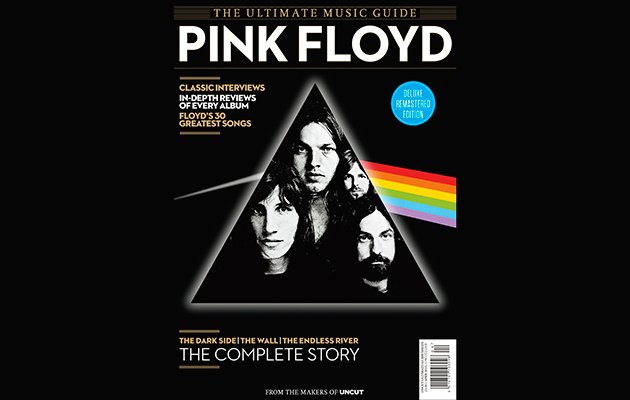 THE ULTIMATE MUSIC GUIDE
PINK FLOYD
CLASSIC INTERVIEWS
IN-DEPTH REVIEWS
OF EVERY ALBUM
FLOYD'S 30
GREATEST SONGS
DELUXE
REMASTERED
EDITION
THE DARK SIDE | THE WALL | THE ENDLESS RIVER
THE COMPLETE STORY
FROM THE MAKERS OF UNCUT